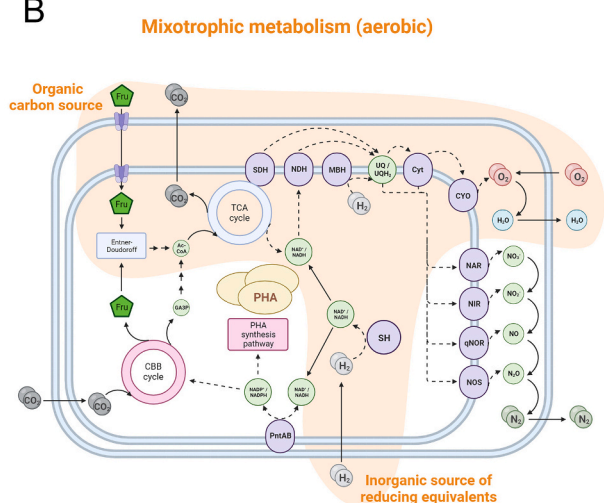 B
Mixotrophic metabolism (aerobic)
Organic
carbon source
Fru
CO₂
SDH
NDH
MBH
UQ /
UQH₂
Cyt
CYO
O₂
O₂
H₂O
H₂O
Fru
CO₂
H₂
TCA
cycle
Entner-
Doudoroff
Ac-
CoA
NAD⁺ /
NADH
NAR
NO₃⁻
NIR
NO₂⁻
qNOR
NO
NOS
N₂O
N₂
N₂
Fru
GA3P
PHA
PHA
synthesis
pathway
NAD⁺ /
NADH
SH
H₂
CBB
cycle
CO₂
CO₂
NADP⁺ /
NADPH
NAD⁺ /
NADH
PntAB
H₂
Inorganic source of
reducing equivalents